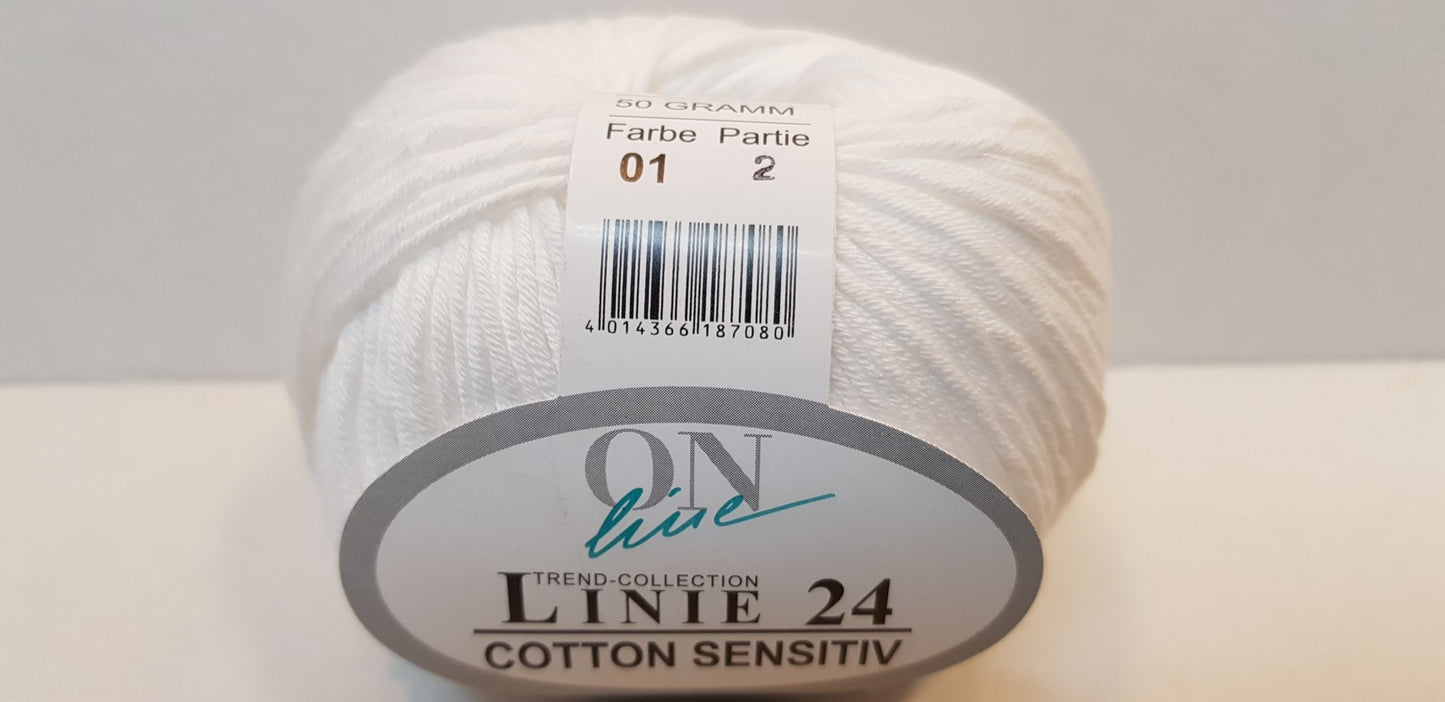 50 GRAMM
Farbe Partie
01 2
4 014366 187080
ON
line
TREND-COLLECTION
LINIE 24
COTTON SENSITIV